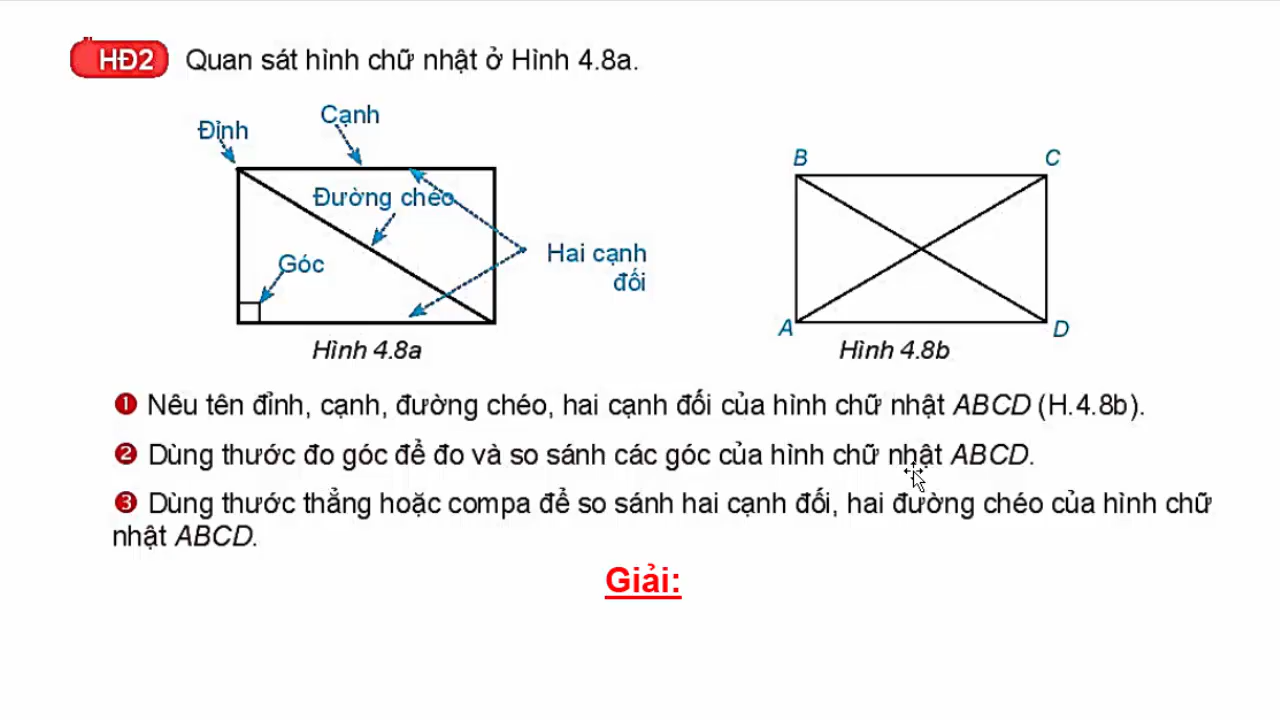 HĐ2 Quan sát hình chữ nhật ở Hình 4.8a.
Cạnh
Đỉnh
Đường chéo
Góc
Hai cạnh
đối
Hình 4.8a
B
C
A
D
Hình 4.8b
❶ Nêu tên đỉnh, cạnh, đường chéo, hai cạnh đối của hình chữ nhật ABCD (H.4.8b).
❷ Dùng thước đo góc để đo và so sánh các góc của hình chữ nhật ABCD.
❸ Dùng thước thẳng hoặc compa để so sánh hai cạnh đối, hai đường chéo của hình chữ
nhật ABCD.
Giải: